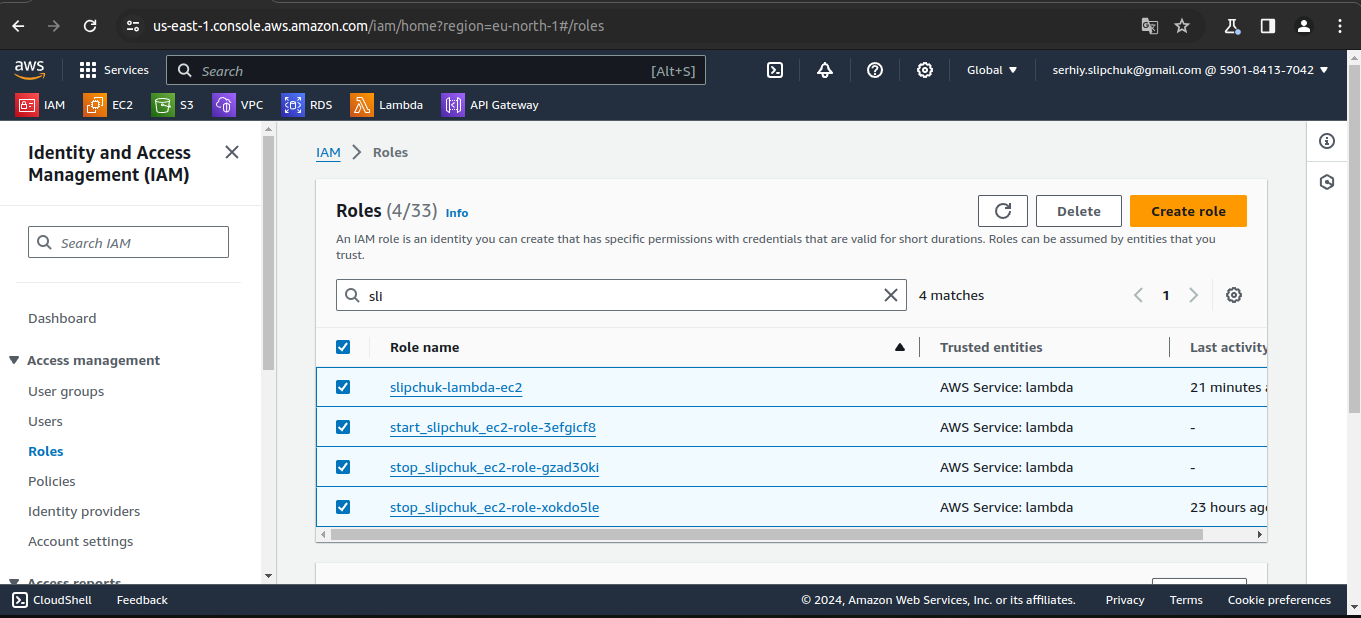 us-east-1.console.aws.amazon.com/iam/home?region=eu-north-1#/roles
aws Services Search [Alt+S] Global serhiy.slipchuk@gmail.com @ 5901-8413-7042
IAM EC2 S3 VPC RDS Lambda API Gateway
Identity and Access
Management (IAM)
Search IAM
Dashboard
Access management
User groups
Users
Roles
Policies
Identity providers
Account settings
Access reports
IAM Roles
Roles (4/33) Info Delete Create role
An IAM role is an identity you can create that has specific permissions with credentials that are valid for short durations. Roles can be assumed by entities that you
trust.
sli 4 matches 1
Role name Trusted entities Last activity
slipchuk-lambda-ec2 AWS Service: lambda 21 minutes a
start_slipchuk_ec2-role-3efgicf8 AWS Service: lambda -
stop_slipchuk_ec2-role-gzad30ki AWS Service: lambda -
stop_slipchuk_ec2-role-xokdo5le AWS Service: lambda 23 hours ago
CloudShell Feedback © 2024, Amazon Web Services, Inc. or its affiliates. Privacy Terms Cookie preferences